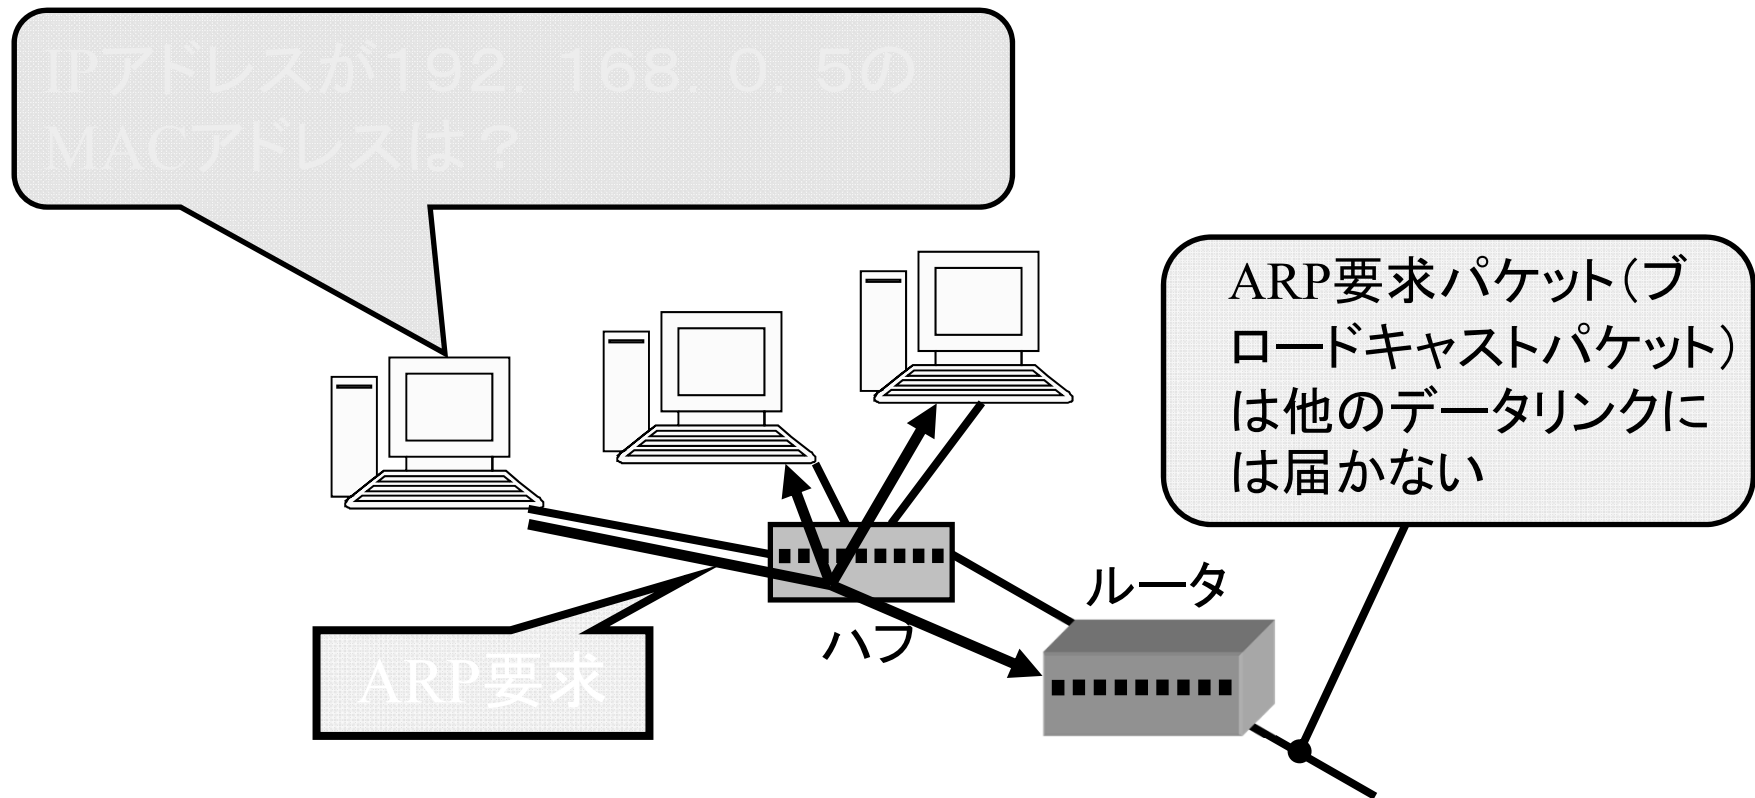 IPアドレスが192．168．0．5の
MACアドレスは？
ARP要求パケット（ブ
ロードキャストパケット）
は他のデータリンクに
は届かない
ルータ
ハブ
ARP要求